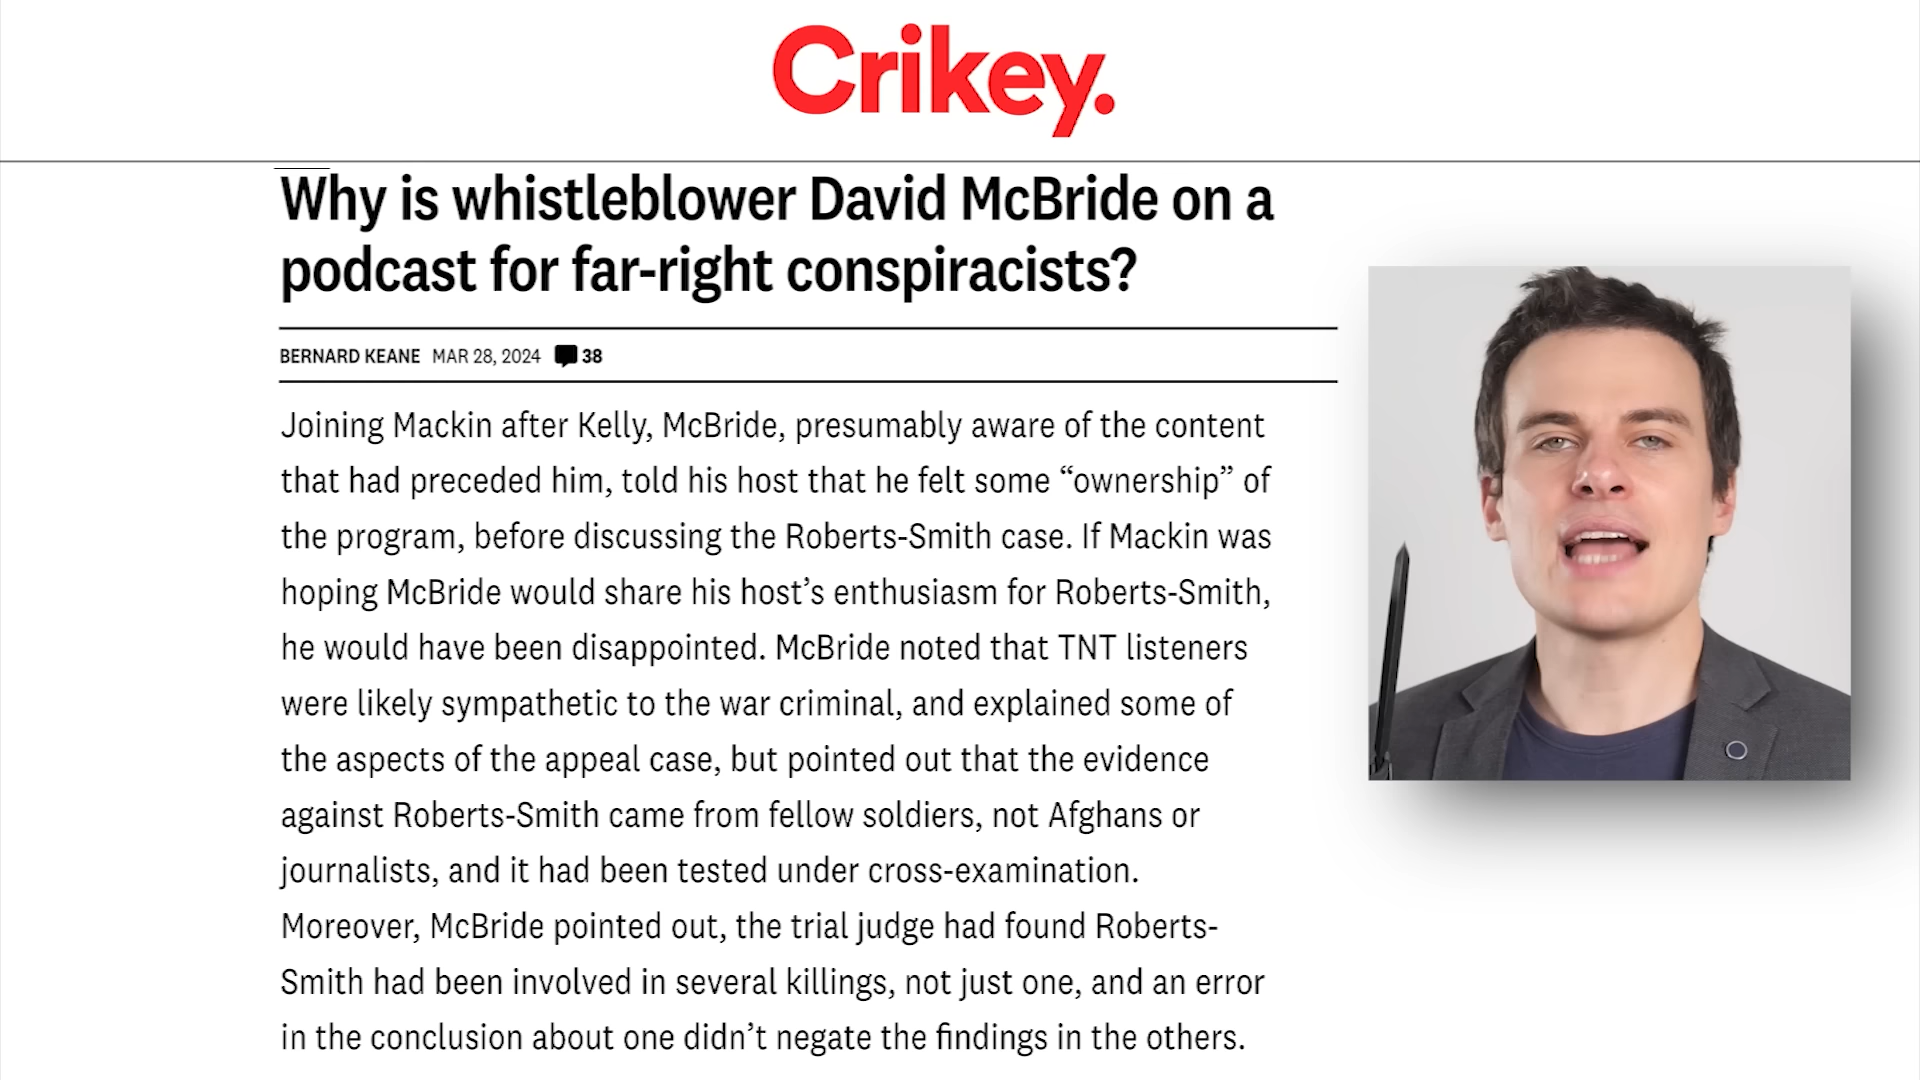 Crikey.
Why is whistleblower David McBride on a
podcast for far-right conspiracists?
BERNARD KEANE MAR 28, 2024 38
Joining Mackin after Kelly, McBride, presumably aware of the content
that had preceded him, told his host that he felt some “ownership” of
the program, before discussing the Roberts-Smith case. If Mackin was
hoping McBride would share his host’s enthusiasm for Roberts-Smith,
he would have been disappointed. McBride noted that TNT listeners
were likely sympathetic to the war criminal, and explained some of
the aspects of the appeal case, but pointed out that the evidence
against Roberts-Smith came from fellow soldiers, not Afghans or
journalists, and it had been tested under cross-examination.
Moreover, McBride pointed out, the trial judge had found Roberts-
Smith had been involved in several killings, not just one, and an error
in the conclusion about one didn’t negate the findings in the others.